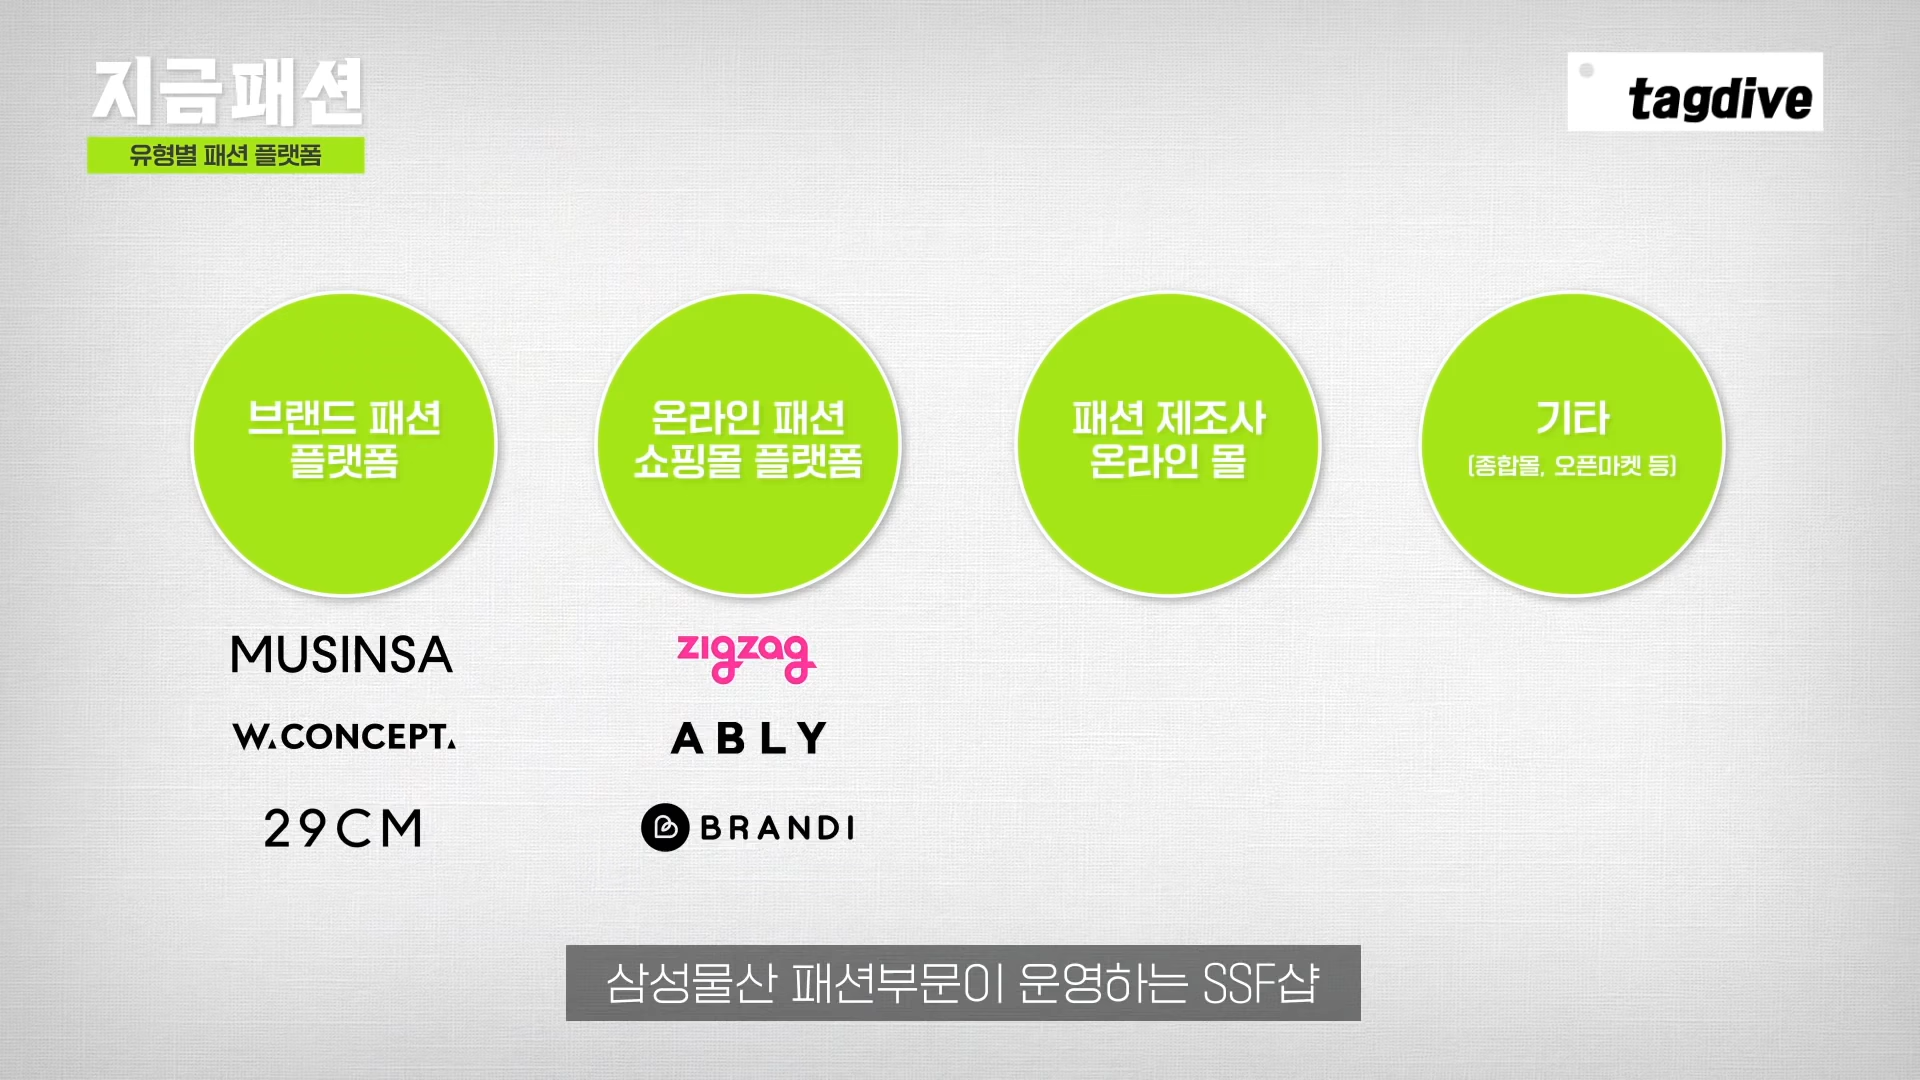 지금패션
유형별 패션 플랫폼
tagdive
브랜드 패션
플랫폼
온라인 패션
쇼핑몰 플랫폼
패션 제조사
온라인 몰
기타
(종합몰, 오픈마켓 등)
MUSINSA
W.CONCEPT.
29CM
zigzag
ABLY
BRANDI
삼성물산 패션부문이 운영하는 SSF샵